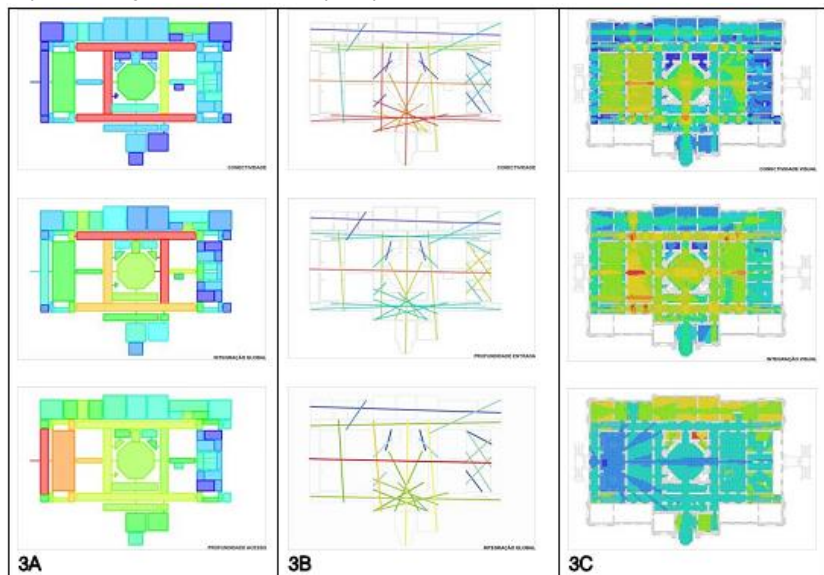 CONECTIVIDADE
CONECTIVIDADE
CONECTIVIDADE VISUAL
INTEGRAÇÃO GLOBAL
PROFUNDIDADE ENTRADA
INTEGRAÇÃO VISUAL
PROFUNDIDADE ACESSO
INTEGRAÇÃO GLOBAL
3A
3B
3C